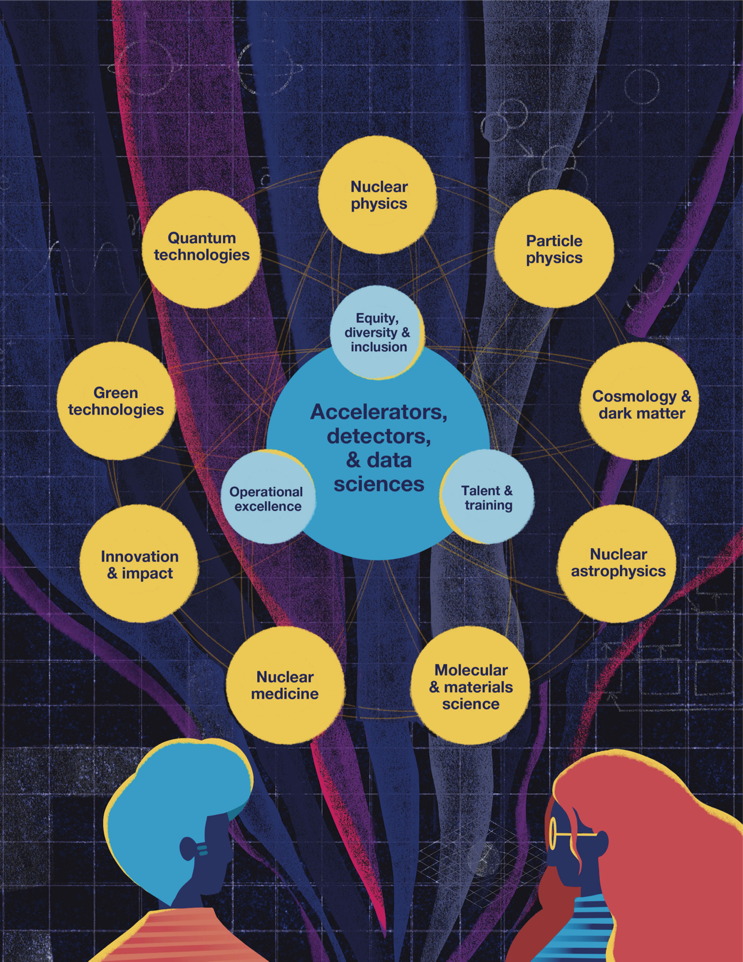 Nuclear
physics
Quantum
technologies
Particle
physics
Equity,
diversity &
inclusion
Green
technologies
Accelerators,
detectors,
& data
sciences
Cosmology &
dark matter
Operational
excellence
Talent &
training
Innovation
& impact
Nuclear
astrophysics
Nuclear
medicine
Molecular
& materials
science